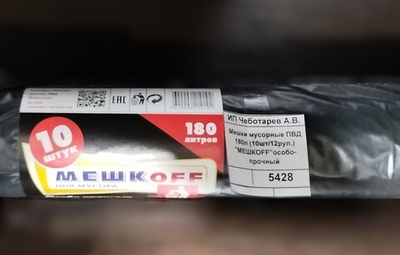 10
штук
EAC
180
литров
МЕШКOFF
ДЛЯ МУСОРА
ИП Чеботарев А.В.
Мешки мусорные ПВД
180л (10шт/12рул.)
"МЕШКOFF"особо-
прочный
5428